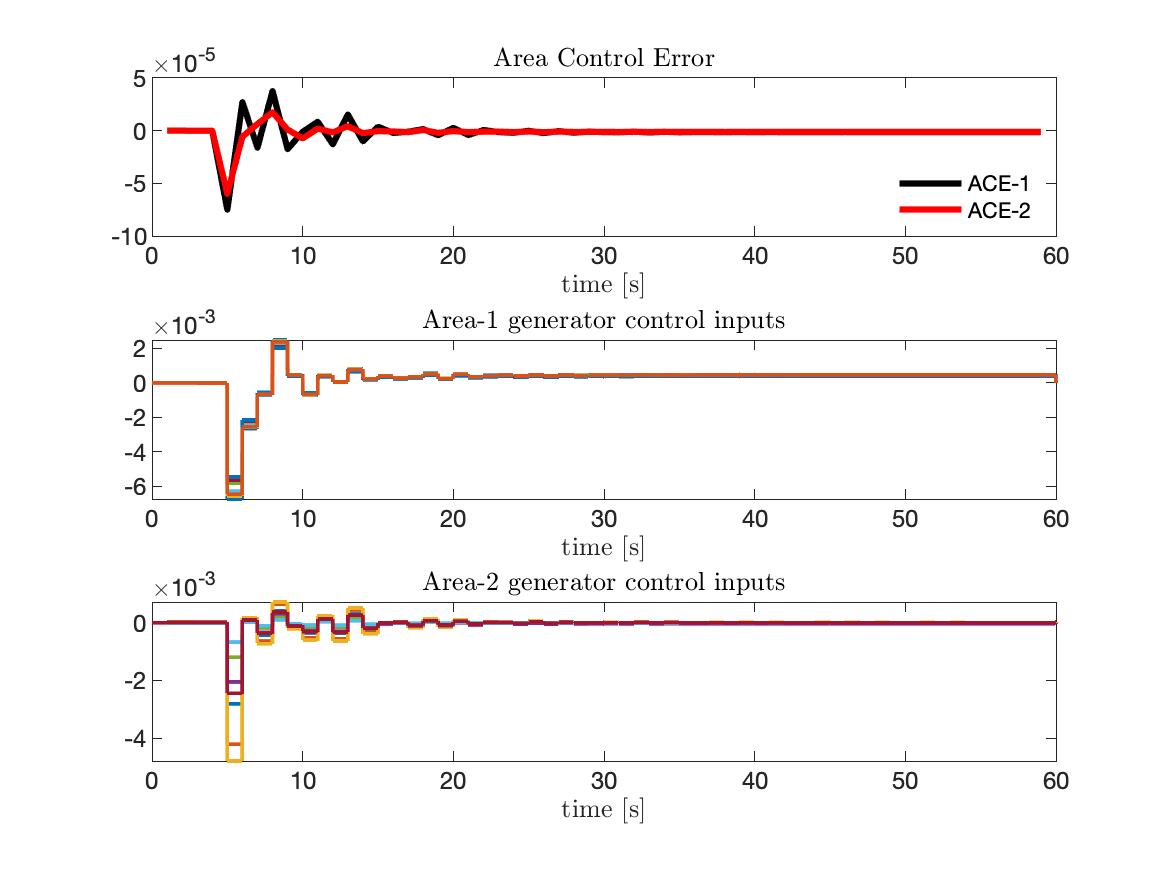 ×10-5
Area Control Error
5
0
-5
-10
ACE-1
ACE-2
0 10 20 30 40 50 60
time [s]
×10-3
Area-1 generator control inputs
2
0
-2
-4
-6
0 10 20 30 40 50 60
time [s]
×10-3
Area-2 generator control inputs
0
-2
-4
0 10 20 30 40 50 60
time [s]